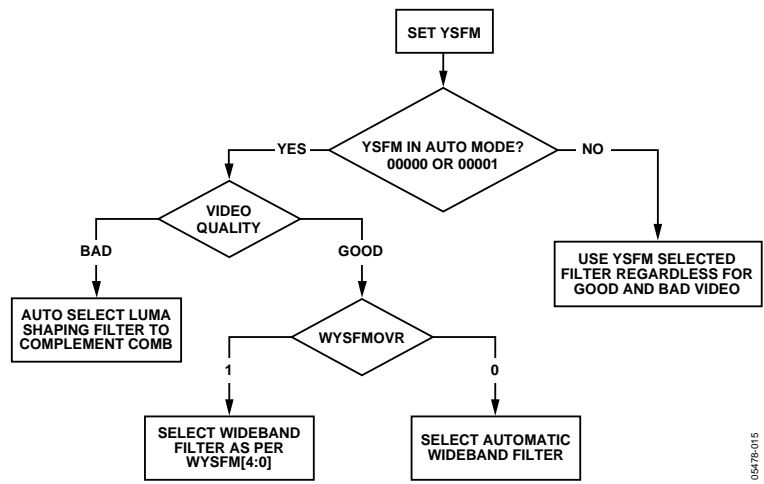 SET YSFM
YSFM IN AUTO MODE?
00000 OR 00001
YES
NO
VIDEO
QUALITY
BAD
GOOD
USE YSFM SELECTED
FILTER REGARDLESS FOR
GOOD AND BAD VIDEO
AUTO SELECT LUMA
SHAPING FILTER TO
COMPLEMENT COMB
WYSFMOVR
1
0
SELECT WIDEBAND
FILTER AS PER
WYSFM[4:0]
SELECT AUTOMATIC
WIDEBAND FILTER
05478-015